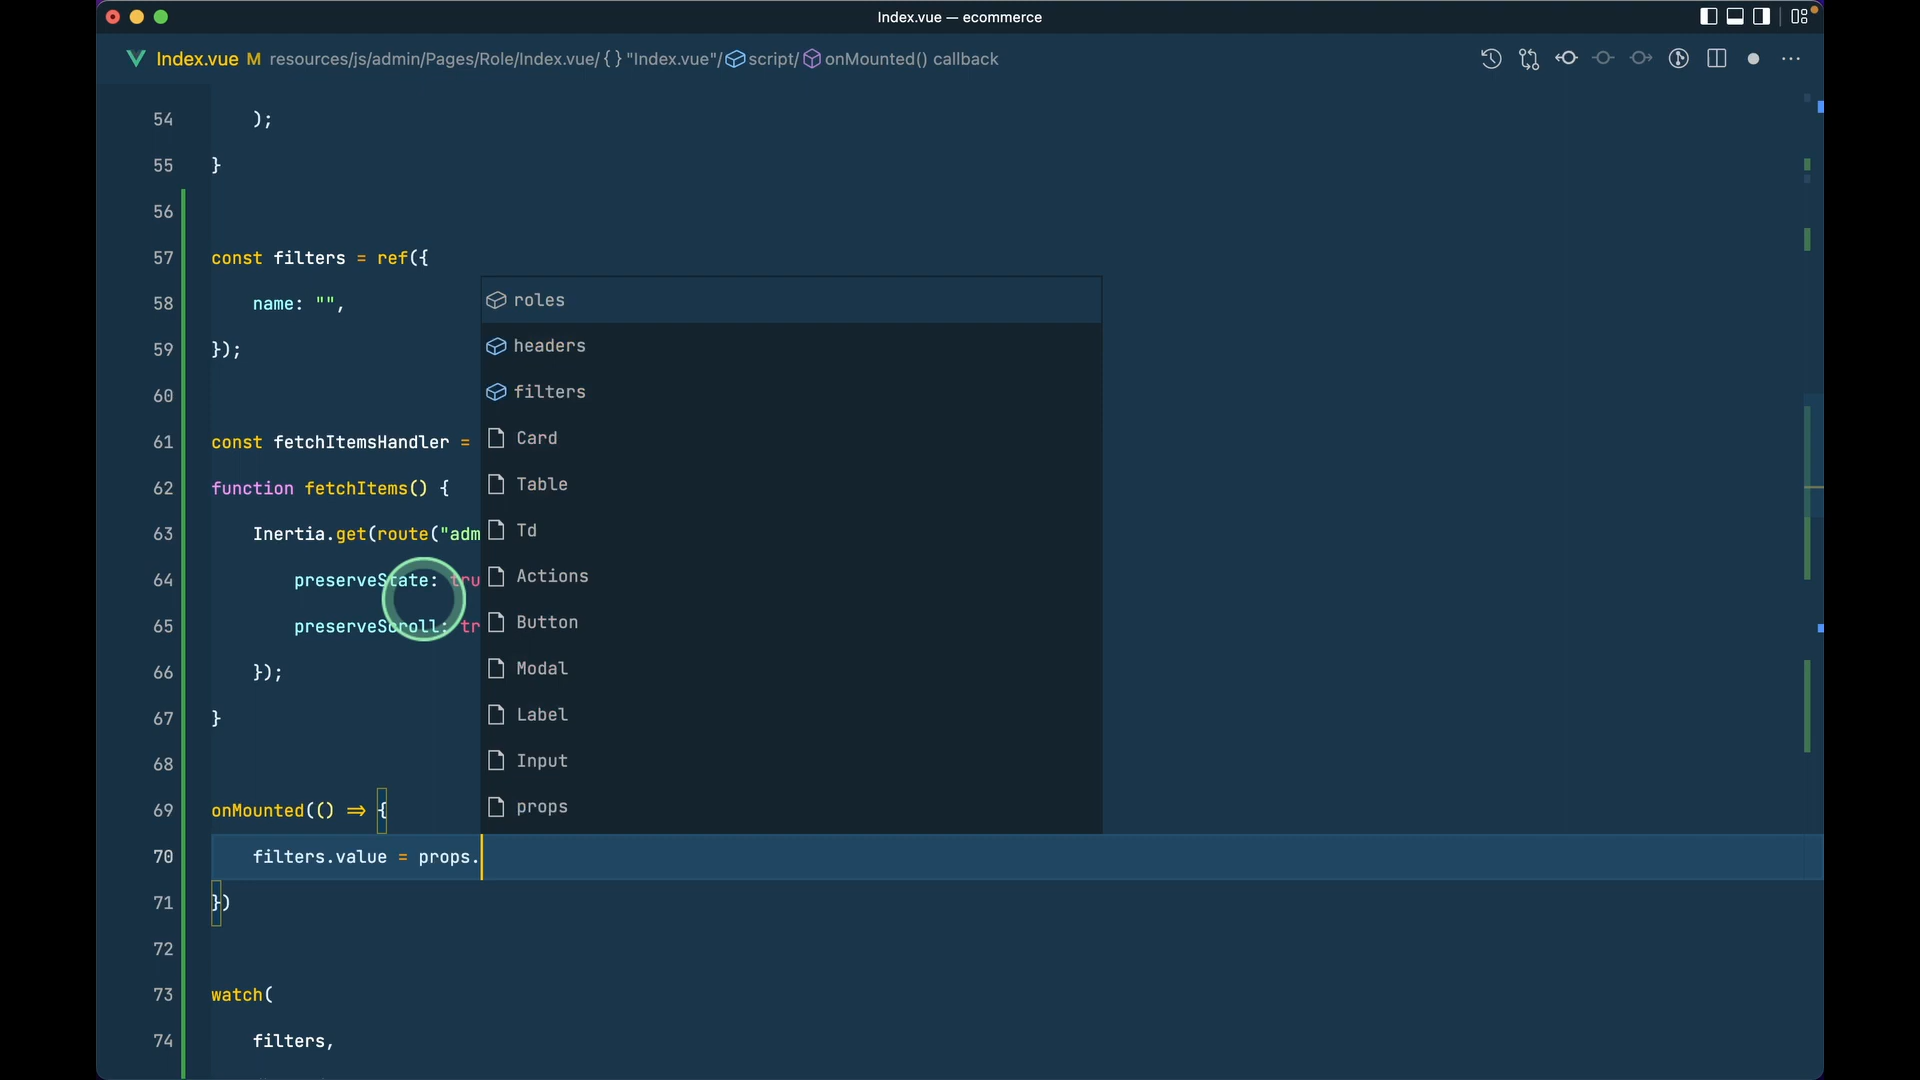 Index.vue — ecommerce
Index.vue M resources/js/admin/Pages/Role/Index.vue/{ } "Index.vue"/ script/ onMounted() callback
54 );
55 }
56
57 const filters = ref({
58 name: "",
59 });
60
61 const fetchItemsHandler =
62 function fetchItems() {
63 Inertia.get(route("adm
64 preserveState: tru
65 preserveScroll: tr
66 });
67 }
68
69 onMounted(() => {
70 filters.value = props.
71 })
72
73 watch(
74 filters,
roles
headers
filters
Card
Table
Td
Actions
Button
Modal
Label
Input
props